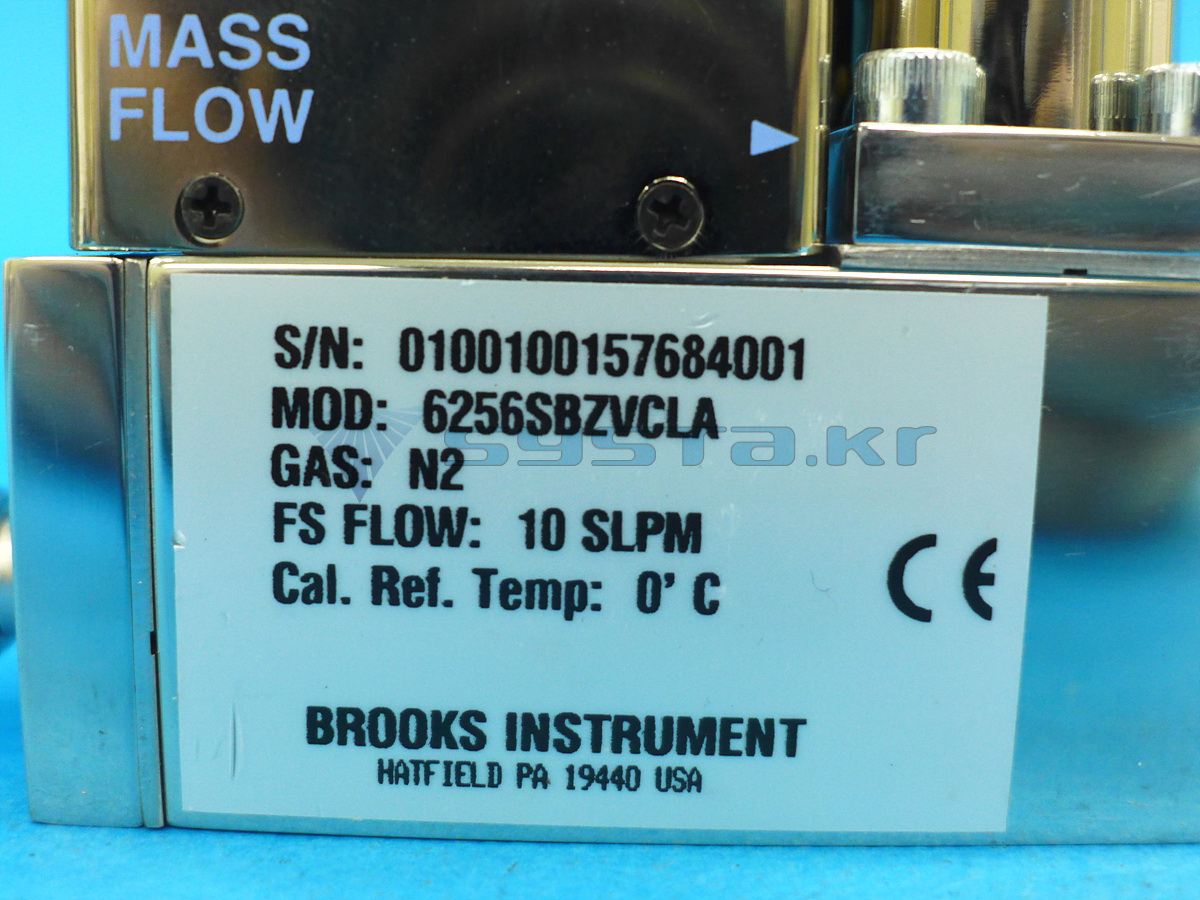 MASS
FLOW
S/N: 0100100157684001
MOD: 6256SBZVCLA
systa.kr
GAS: N2
FS FLOW: 10 SLPM
Cal. Ref. Temp: 0' C
CE
BROOKS INSTRUMENT
HATFIELD PA 19440 USA